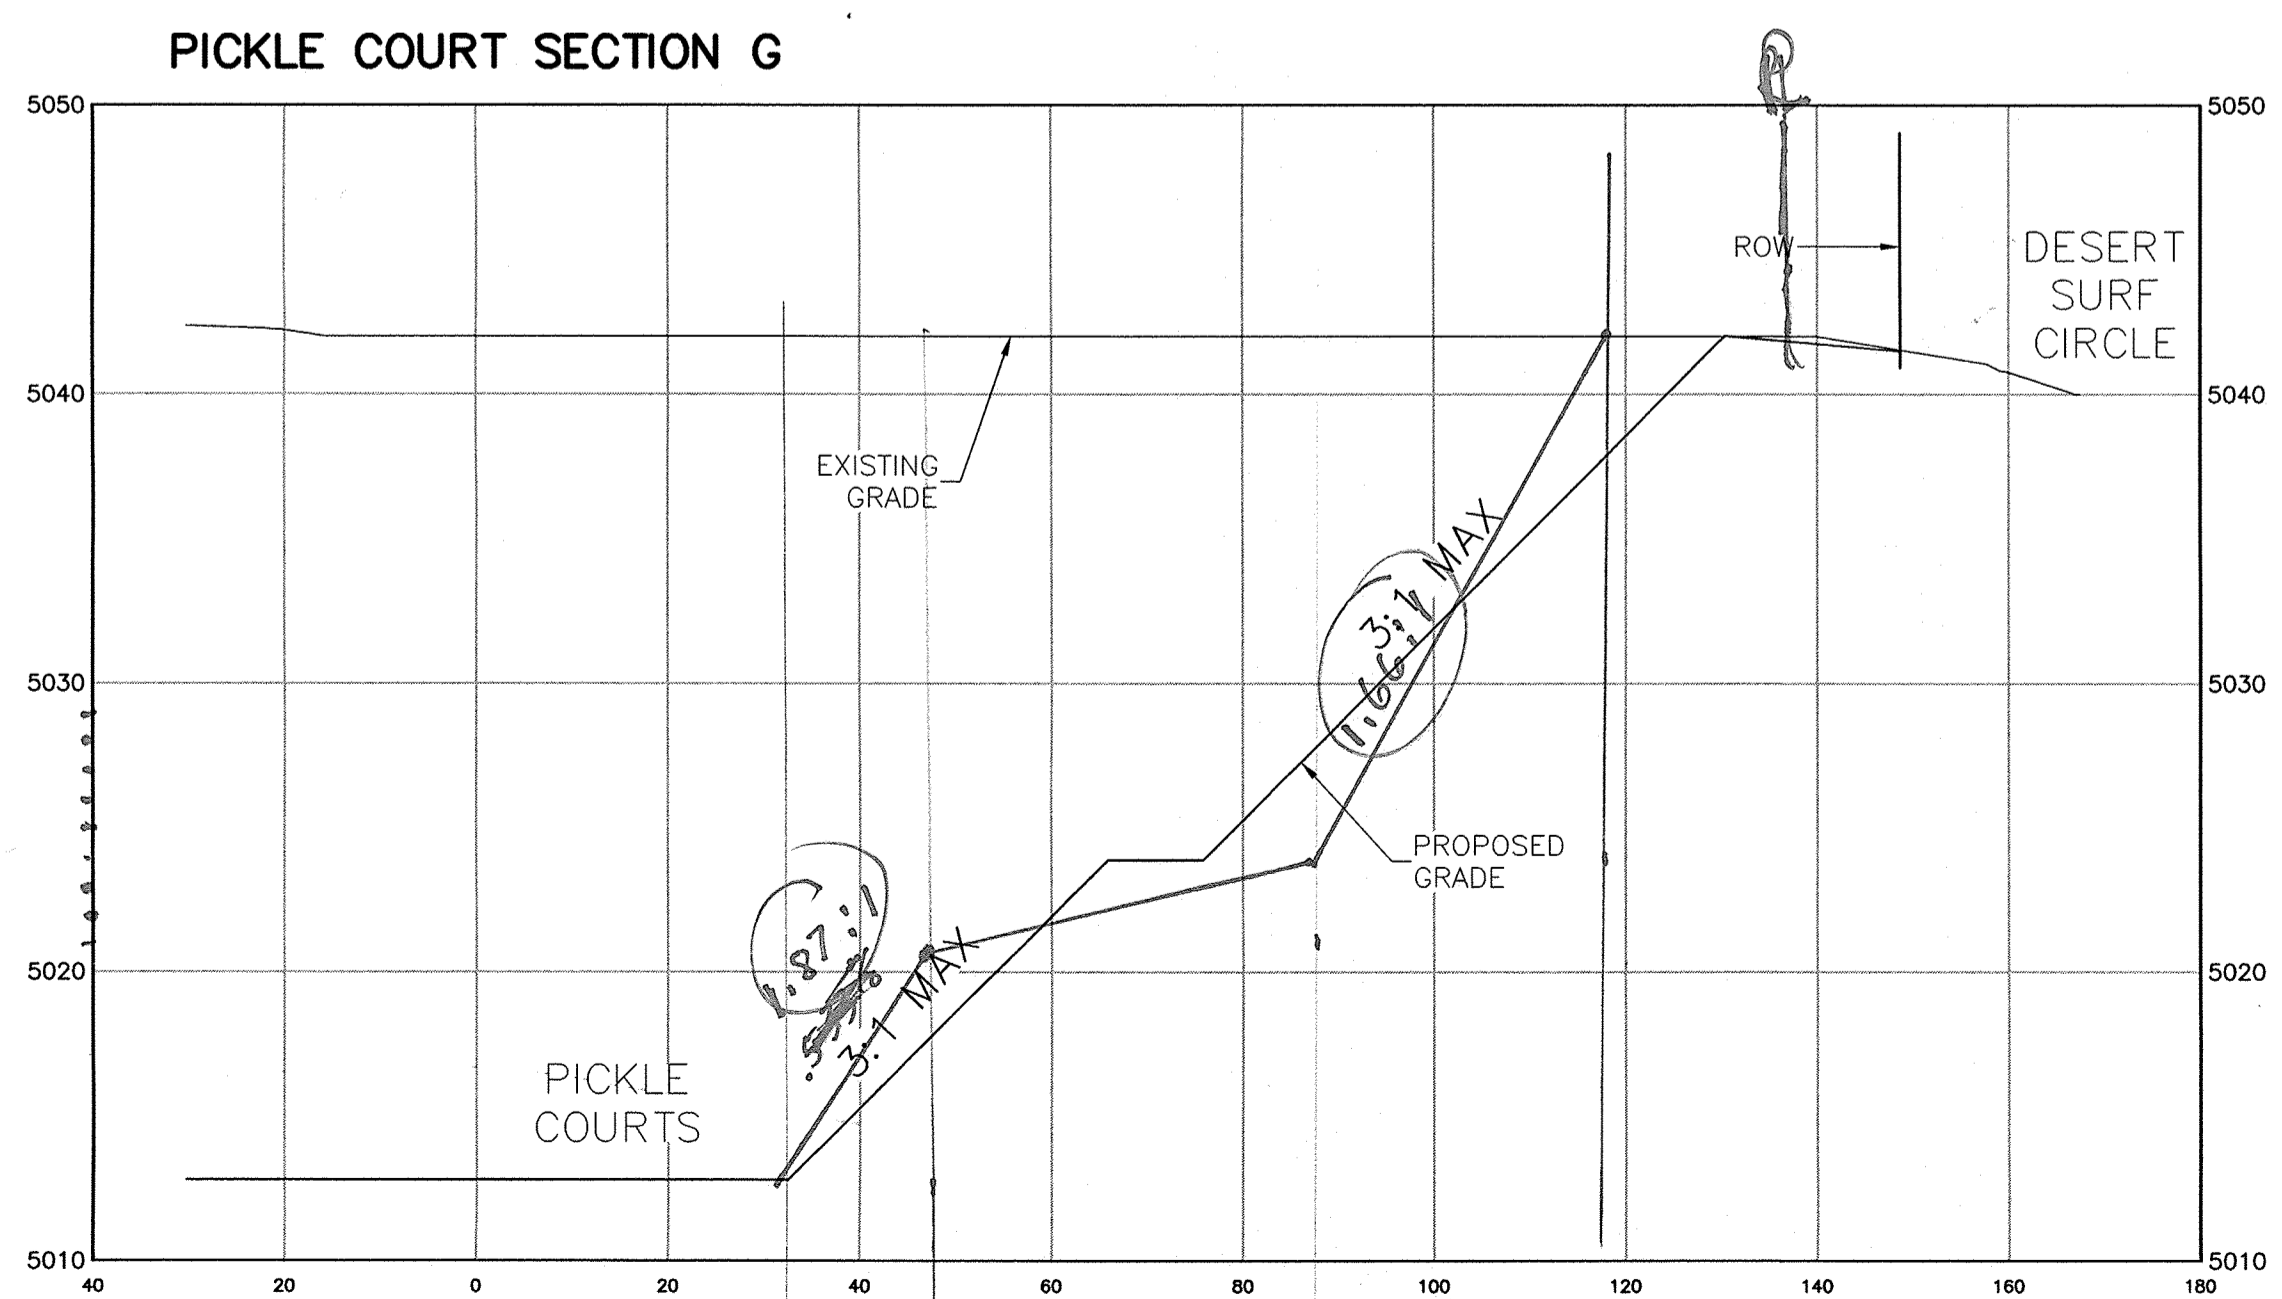 PICKLE COURT SECTION G
5050
5050
ROW
DESERT
SURF
CIRCLE
5040
5040
EXISTING
GRADE
3:1 MAX
1.66:1
5030
5030
PROPOSED
GRADE
1.87:1
3:1 MAX
5020
5020
PICKLE
COURTS
5010
5010
40 20 0 20 40 60 80 100 120 140 160 180